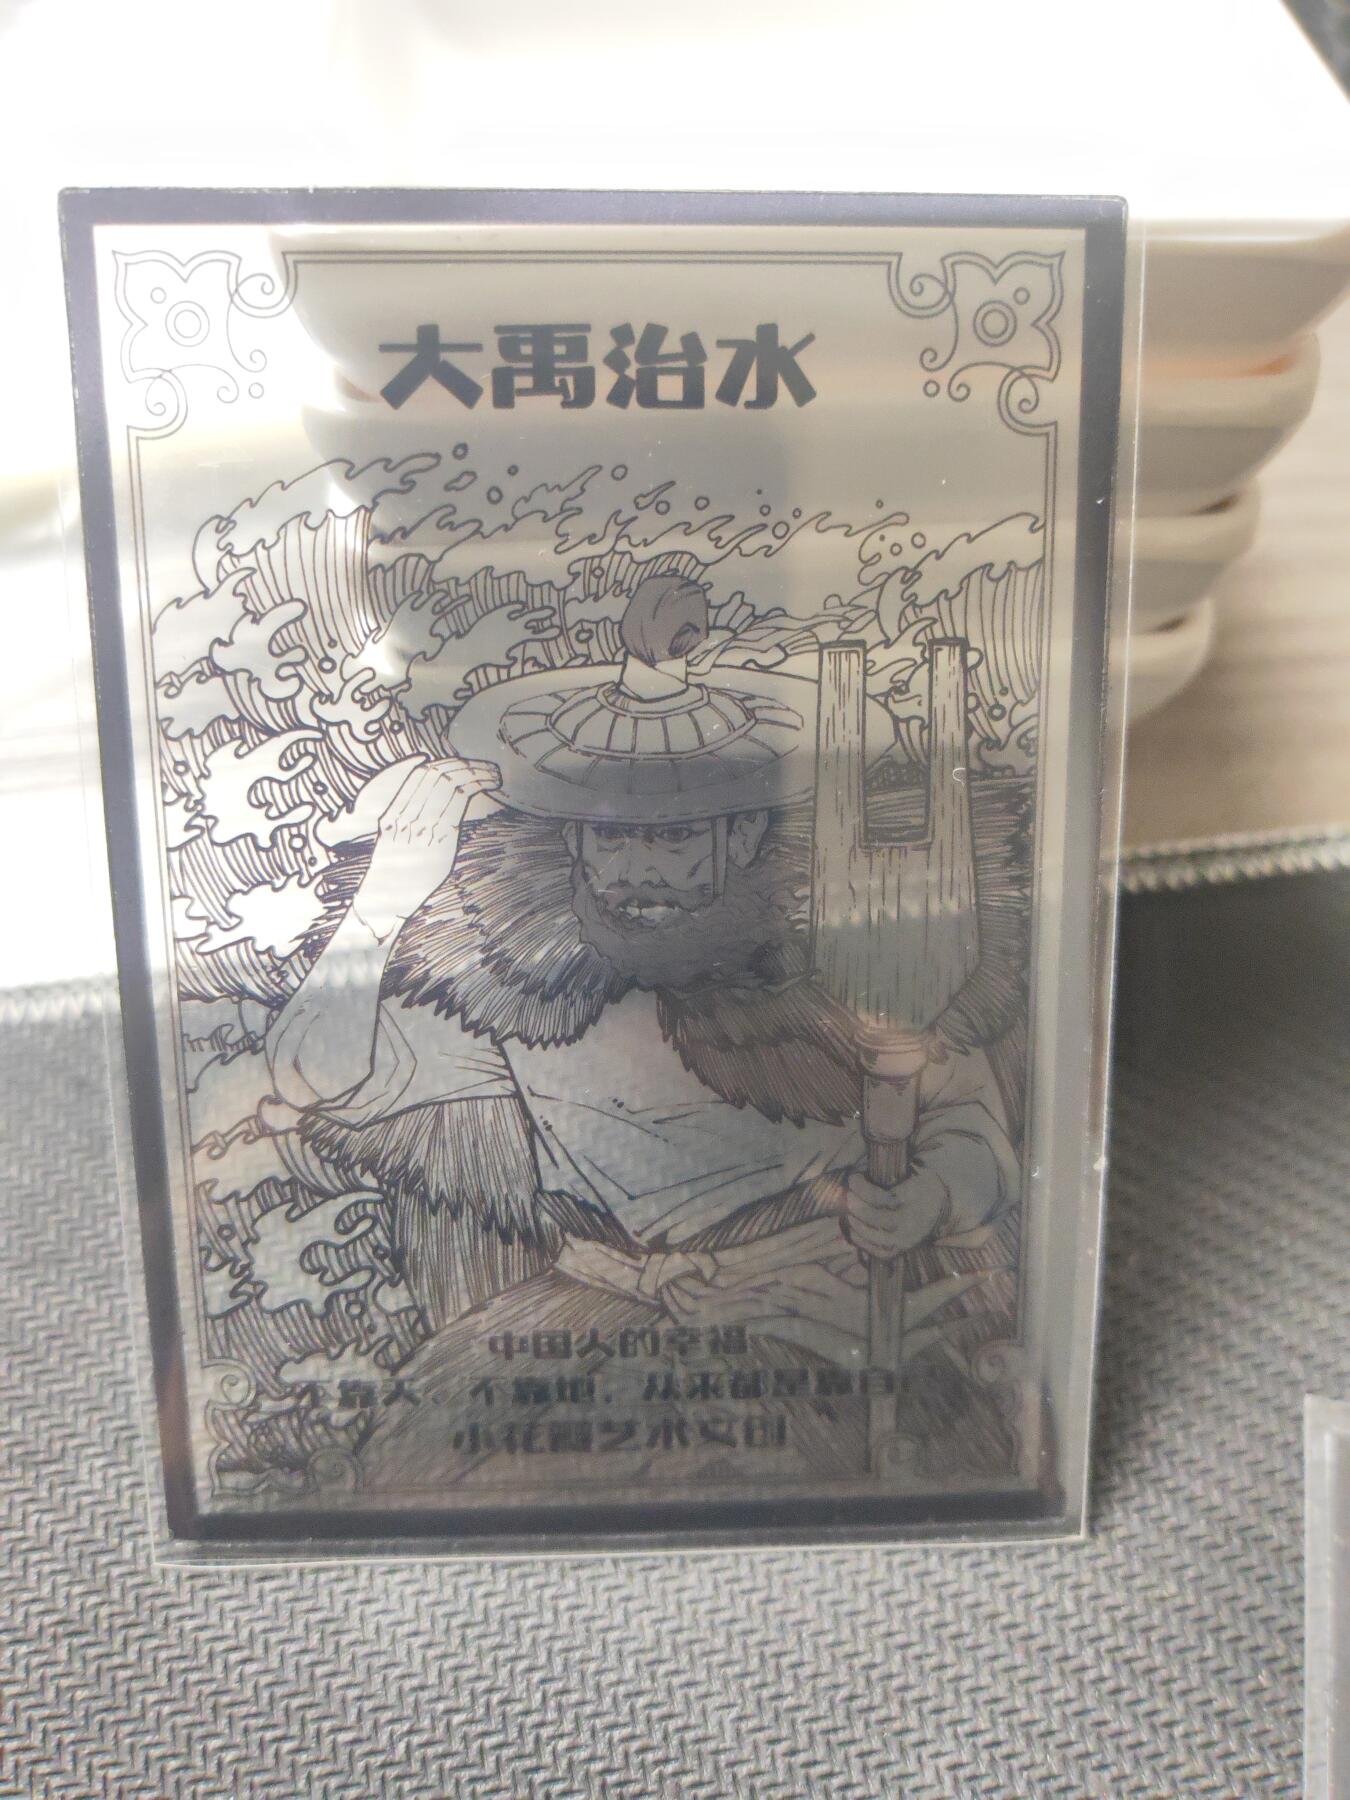 大禹治水
中国人的幸福
不靠天、不靠地，从来都是靠自己
小花园艺术文创